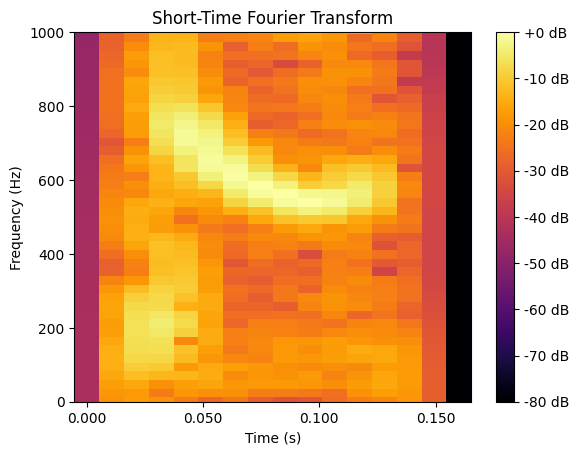 Short-Time Fourier Transform
1000
800
600
400
200
0
Frequency (Hz)
0.000
0.050
0.100
0.150
Time (s)
+0 dB
-10 dB
-20 dB
-30 dB
-40 dB
-50 dB
-60 dB
-70 dB
-80 dB